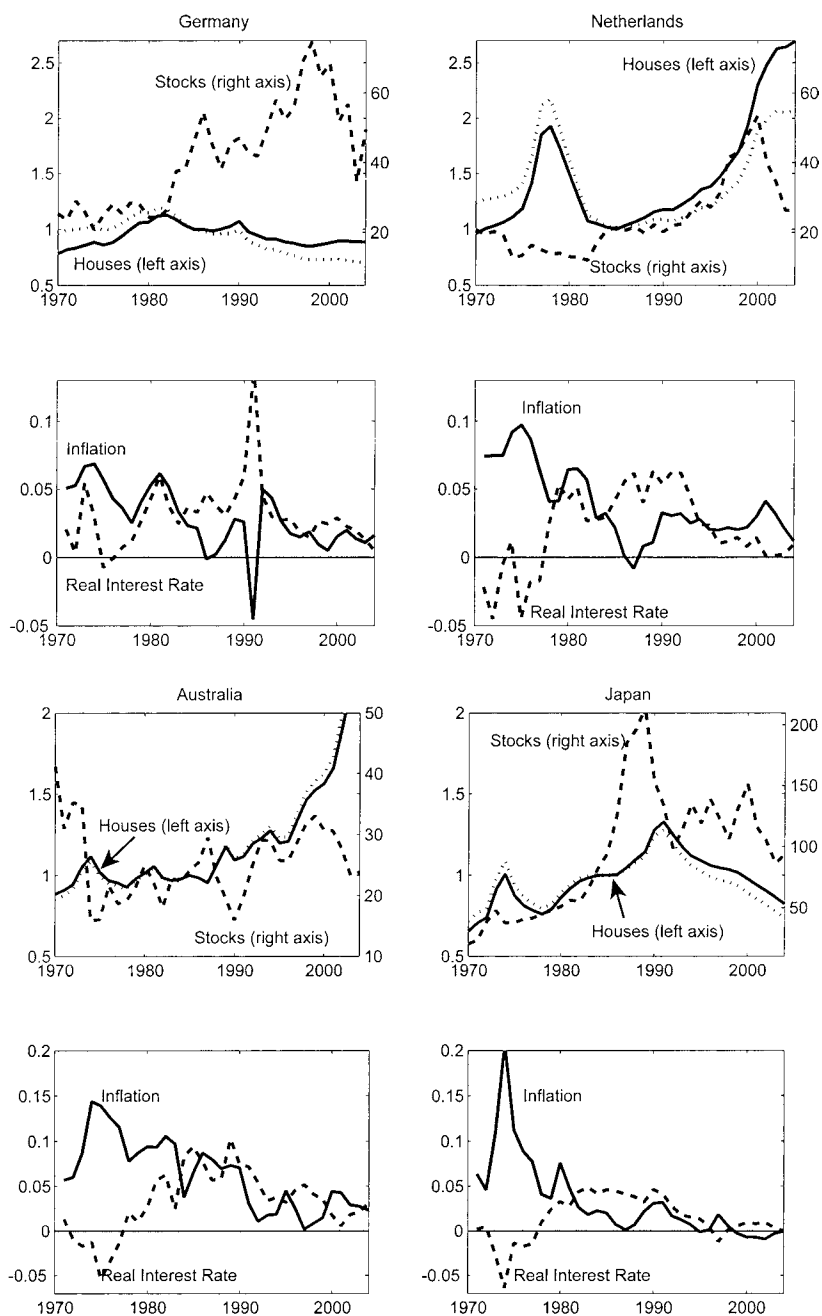 Germany
2.5
2
1.5
1
0.5
60
40
20
Stocks (right axis)
Houses (left axis)
1970 1980 1990 2000
Netherlands
2.5
2
1.5
1
0.5
60
40
20
Houses (left axis)
Stocks (right axis)
1970 1980 1990 2000
0.1
0.05
0
-0.05
Inflation
Real Interest Rate
1970 1980 1990 2000
0.1
0.05
0
-0.05
Inflation
Real Interest Rate
1970 1980 1990 2000
Australia
2
1.5
1
0.5
50
40
30
20
10
Houses (left axis)
Stocks (right axis)
1970 1980 1990 2000
Japan
2
1.5
1
0.5
200
150
100
50
Stocks (right axis)
Houses (left axis)
1970 1980 1990 2000
0.2
0.15
0.1
0.05
0
-0.05
Inflation
Real Interest Rate
1970 1980 1990 2000
0.2
0.15
0.1
0.05
0
-0.05
Inflation
Real Interest Rate
1970 1980 1990 2000